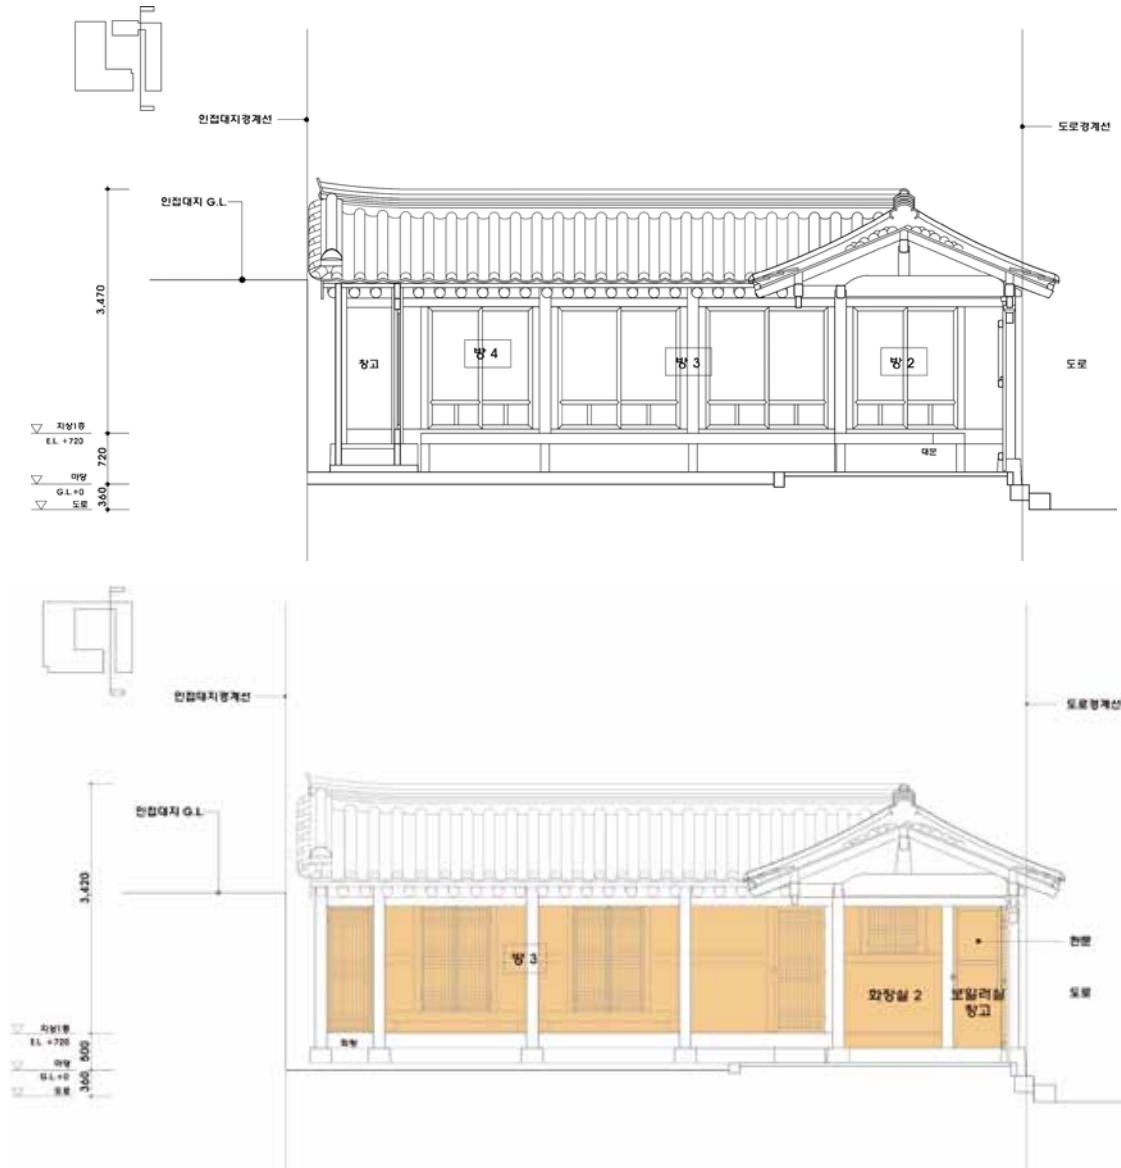 인접대지경계선
도로경계선
인접대지 G.L.
3,470
방 4
방 3
방 2
창고
도로
지상1층
E.L. +720
대문
720
마당
G.L.+0
360
도로
인접대지경계선
도로경계선
인접대지 G.L.
3,420
방 3
현문
화장실 2
보일러실
창고
도로
지상1층
E.L. +720
500
마당
G.L.+0
360
도로